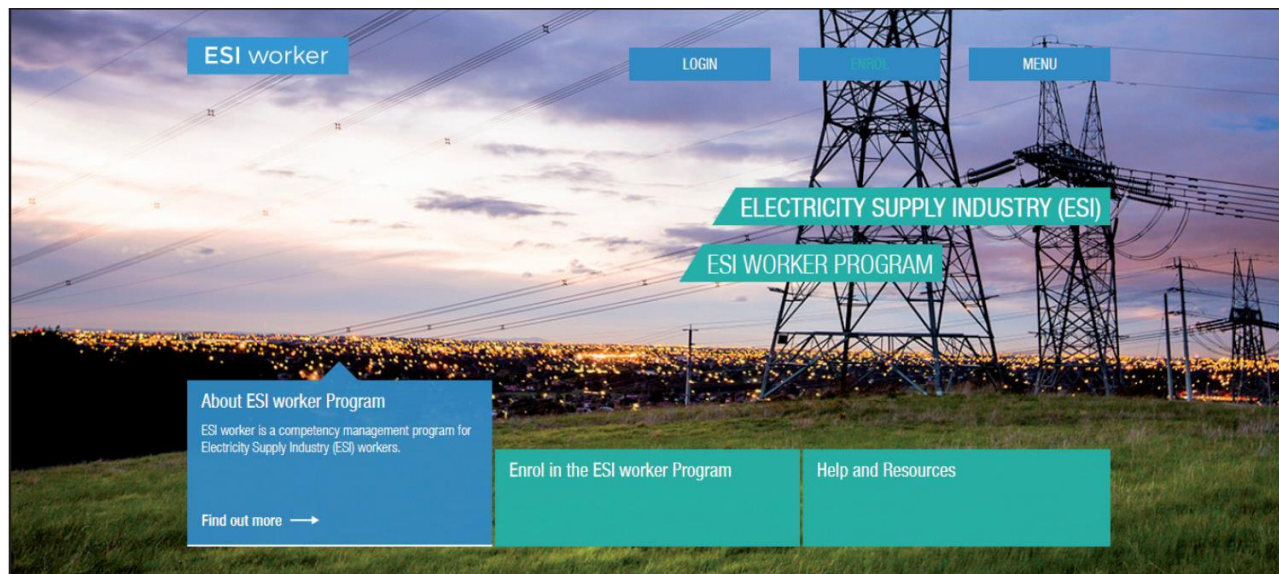 ESI worker
LOGIN
ENROL
MENU
ELECTRICITY SUPPLY INDUSTRY (ESI)
ESI WORKER PROGRAM
About ESI worker Program
ESI worker is a competency management program for
Electricity Supply Industry (ESI) workers.
Find out more
Enrol in the ESI worker Program
Help and Resources